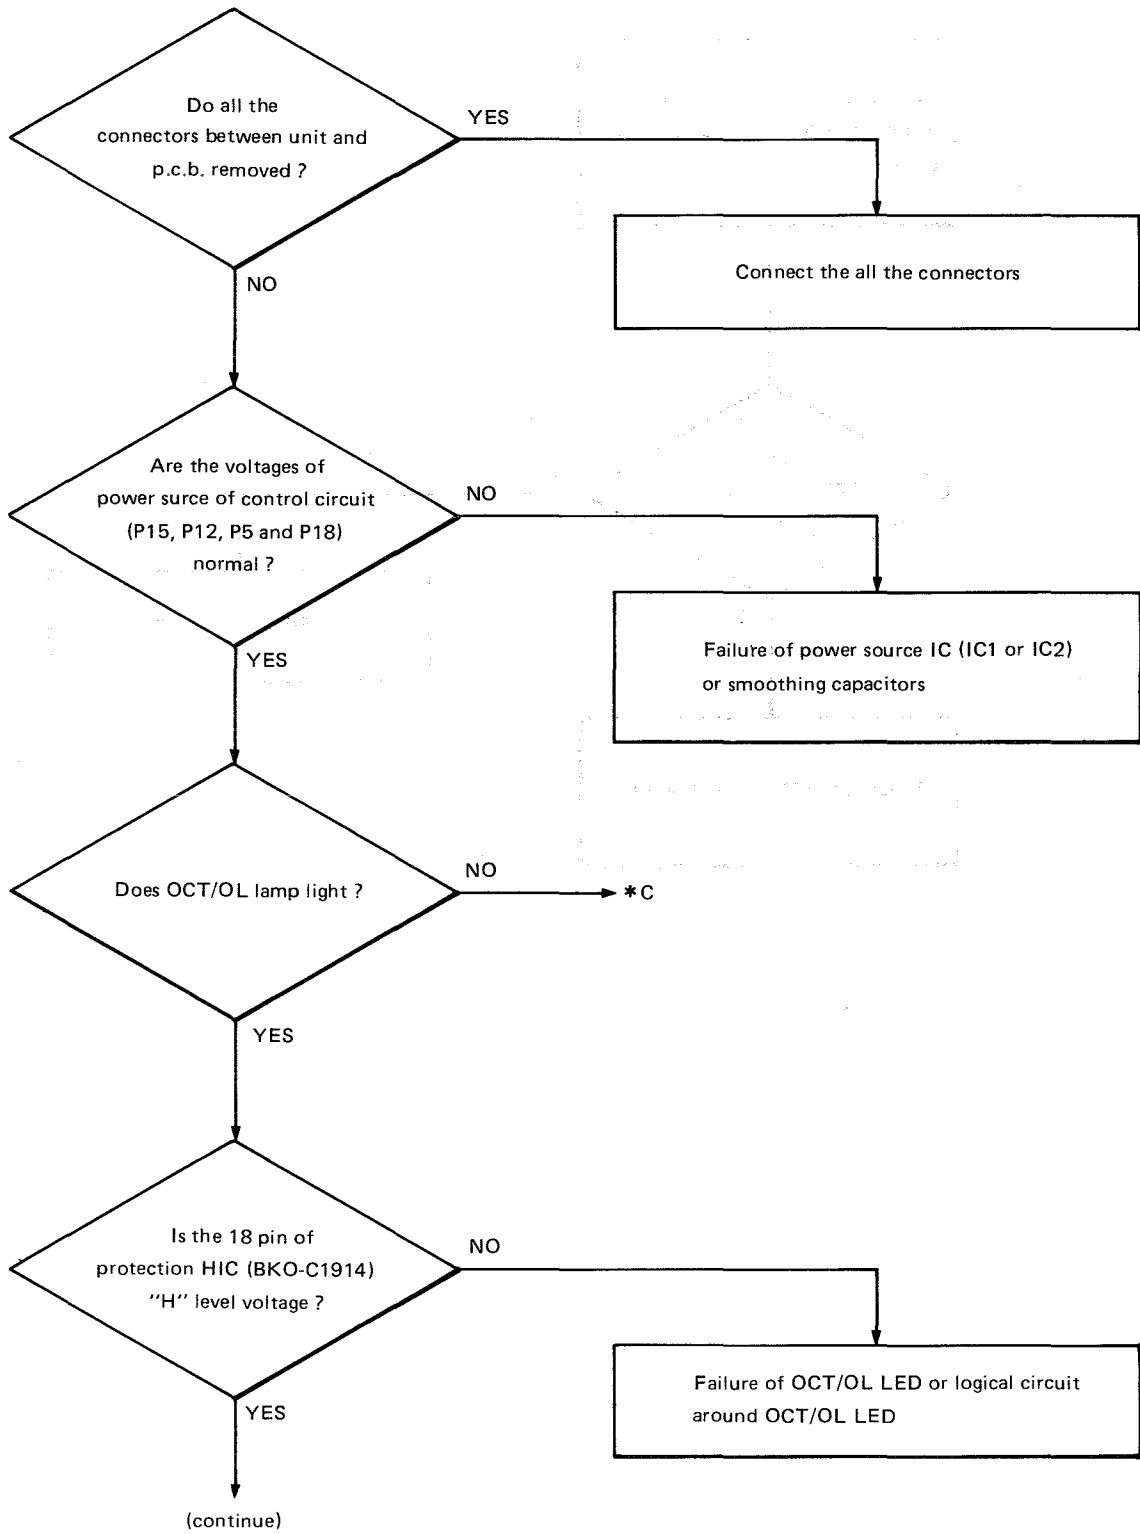 Do all the
connectors between unit and
p.c.b. removed ?
YES
Connect the all the connectors
NO
Are the voltages of
power surce of control circuit
(P15, P12, P5 and P18)
normal ?
NO
Failure of power source IC (IC1 or IC2)
or smoothing capacitors
YES
Does OCT/OL lamp light ?
NO
*C
YES
Is the 18 pin of
protection HIC (BKO-C1914)
"H" level voltage ?
NO
Failure of OCT/OL LED or logical circuit
around OCT/OL LED
YES
(continue)